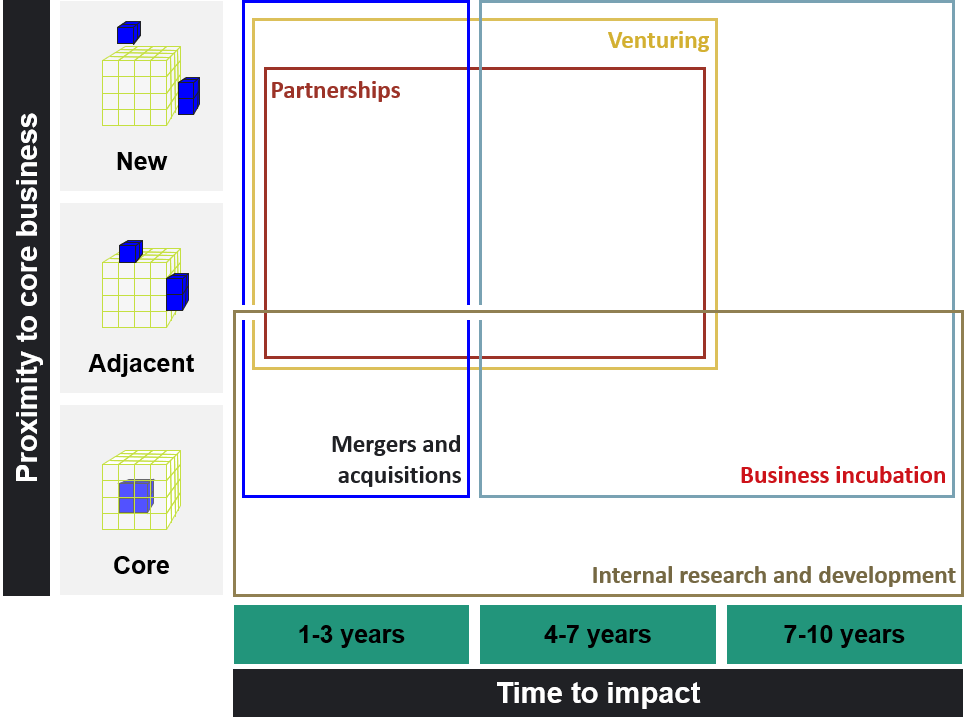 Proximity to core business
New
Adjacent
Core
Venturing
Partnerships
Mergers and
acquisitions
Business incubation
Internal research and development
1-3 years
4-7 years
7-10 years
Time to impact